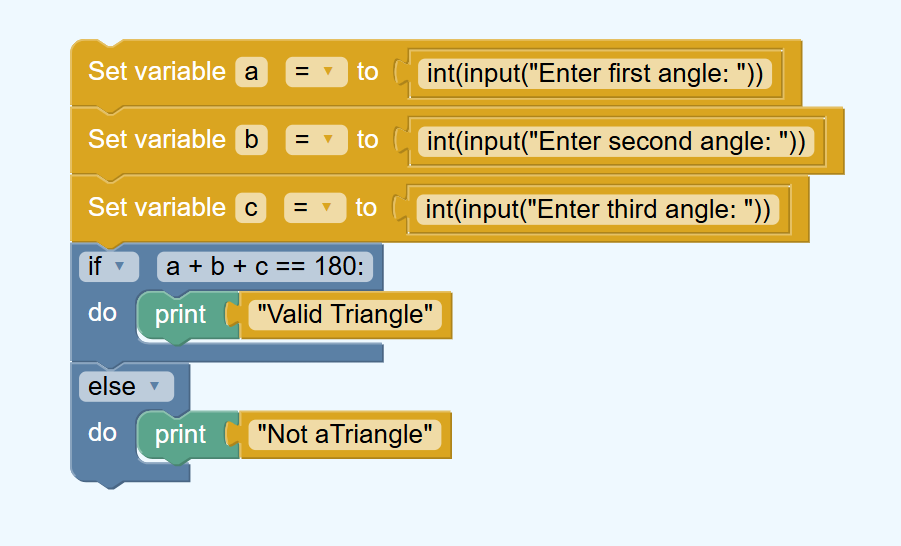 Set variable a = ▾ to int(input("Enter first angle: "))
Set variable b = ▾ to int(input("Enter second angle: "))
Set variable c = ▾ to int(input("Enter third angle: "))
if ▾ a + b + c == 180:
do print "Valid Triangle"
else ▾
do print "Not aTriangle"